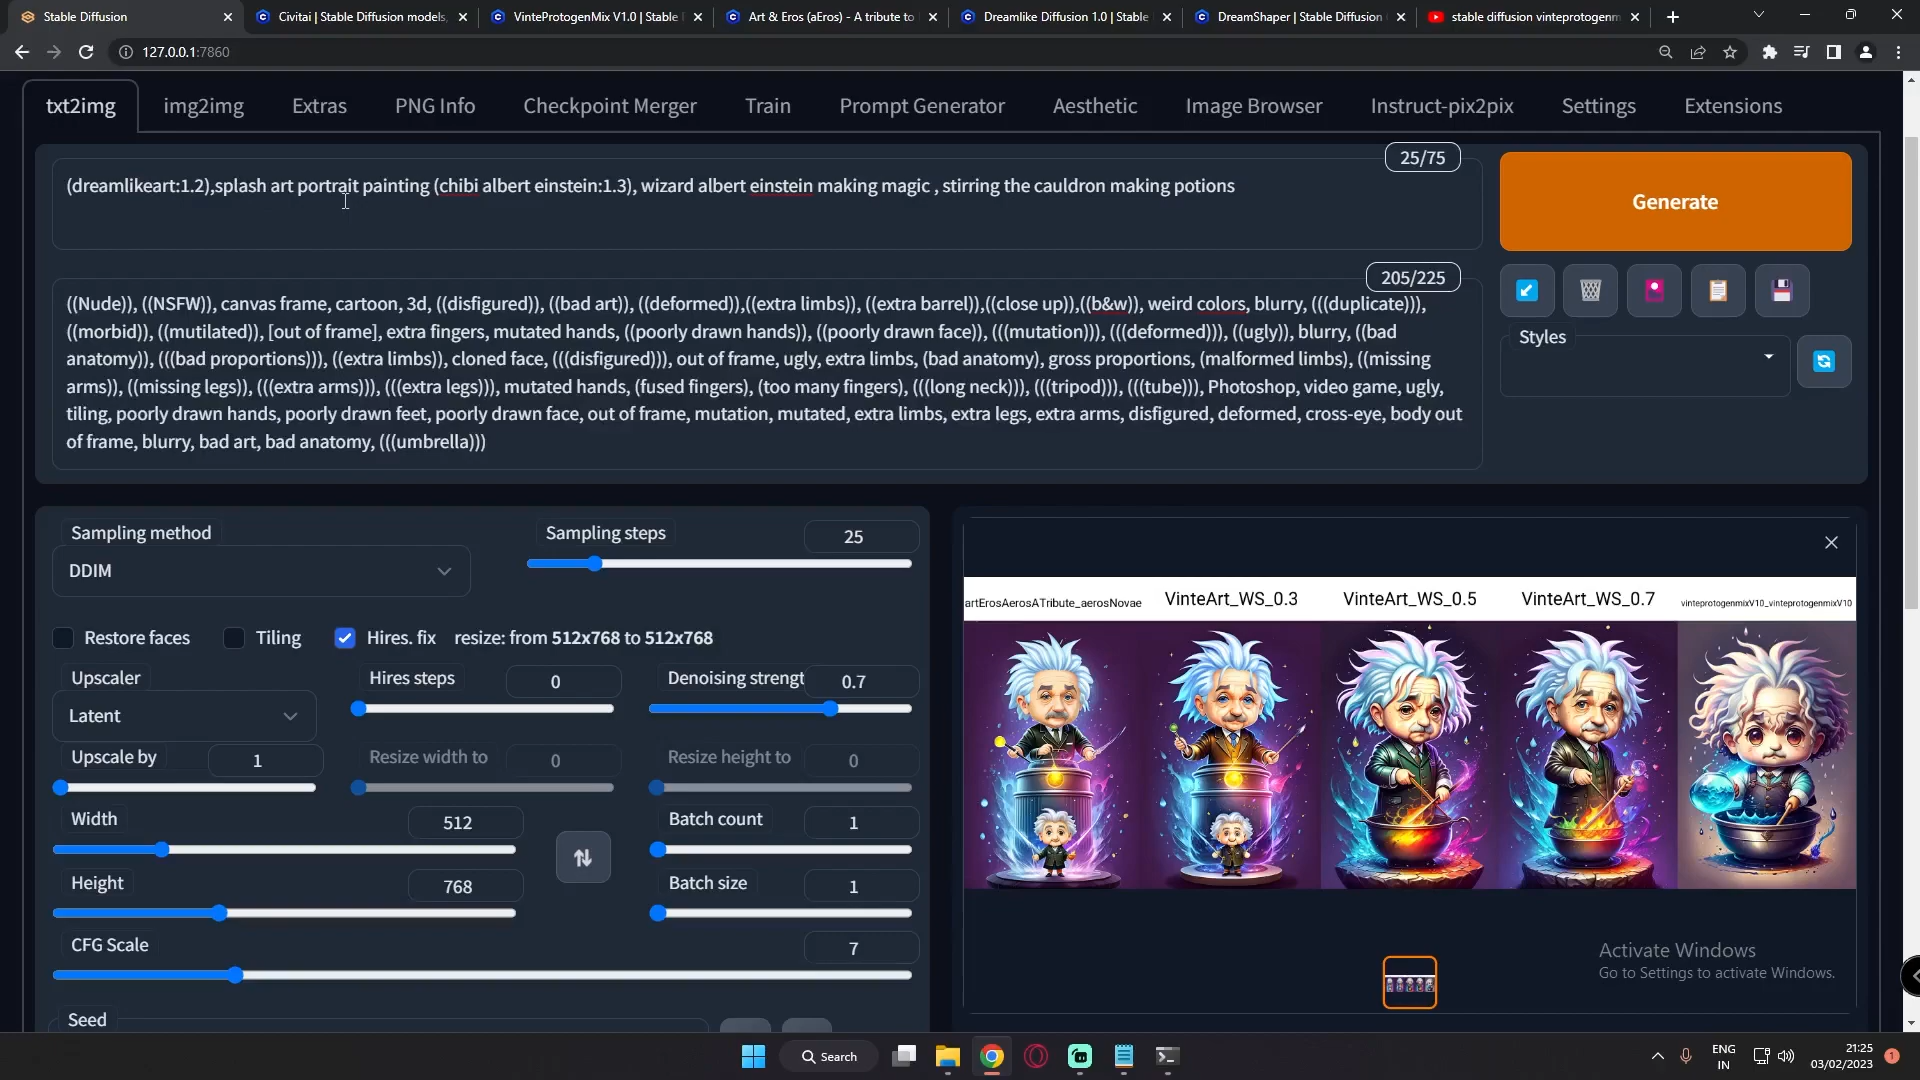 Stable Diffusion
Civitai | Stable Diffusion models,
VinteProtogenMix V1.0 | Stable
Art & Eros (aEros) - A tribute to
Dreamlike Diffusion 1.0 | Stable
DreamShaper | Stable Diffusion
stable diffusion vinteprotogenm
127.0.0.1:7860
txt2img
img2img
Extras
PNG Info
Checkpoint Merger
Train
Prompt Generator
Aesthetic
Image Browser
Instruct-pix2pix
Settings
Extensions
25/75
(dreamlikeart:1.2),splash art portrait painting (chibi albert einstein:1.3), wizard albert einstein making magic , stirring the cauldron making potions
Generate
205/225
((Nude)), ((NSFW)), canvas frame, cartoon, 3d, ((disfigured)), ((bad art)), ((deformed)),((extra limbs)), ((extra barrel)),((close up)),((b&w)), weird colors, blurry, (((duplicate))),
((morbid)), ((mutilated)), [out of frame], extra fingers, mutated hands, ((poorly drawn hands)), ((poorly drawn face)), (((mutation))), (((deformed))), ((ugly)), blurry, ((bad
anatomy)), (((bad proportions))), ((extra limbs)), cloned face, (((disfigured))), out of frame, ugly, extra limbs, (bad anatomy), gross proportions, (malformed limbs), ((missing
arms)), ((missing legs)), (((extra arms))), (((extra legs))), mutated hands, (fused fingers), (too many fingers), (((long neck))), (((tripod))), (((tube))), Photoshop, video game, ugly,
tiling, poorly drawn hands, poorly drawn feet, poorly drawn face, out of frame, mutation, mutated, extra limbs, extra legs, extra arms, disfigured, deformed, cross-eye, body out
of frame, blurry, bad art, bad anatomy, (((umbrella)))
Styles
Sampling method
DDIM
Sampling steps
25
Restore faces
Tiling
Hires. fix
resize: from 512x768 to 512x768
Upscaler
Latent
Hires steps
0
Denoising strengt
0.7
Upscale by
1
Resize width to
0
Resize height to
0
Width
512
Batch count
1
Height
768
Batch size
1
CFG Scale
7
Seed
artErosAerosATribute_aerosNovae
VinteArt_WS_0.3
VinteArt_WS_0.5
VinteArt_WS_0.7
vinteprotogenmixV10_vinteprotogenmixV10
Activate Windows
Go to Settings to activate Windows.
Search
ENG
IN
21:25
03/02/2023
1